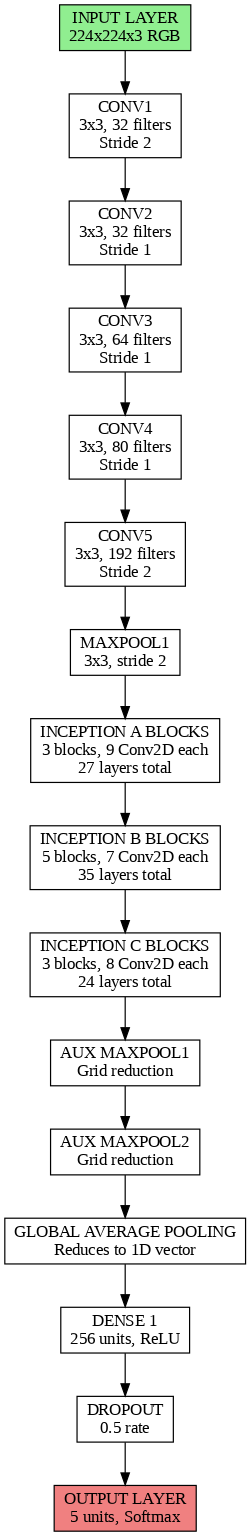 INPUT LAYER
224x224x3 RGB
CONV1
3x3, 32 filters
Stride 2
CONV2
3x3, 32 filters
Stride 1
CONV3
3x3, 64 filters
Stride 1
CONV4
3x3, 80 filters
Stride 1
CONV5
3x3, 192 filters
Stride 2
MAXPOOL1
3x3, stride 2
INCEPTION A BLOCKS
3 blocks, 9 Conv2D each
27 layers total
INCEPTION B BLOCKS
5 blocks, 7 Conv2D each
35 layers total
INCEPTION C BLOCKS
3 blocks, 8 Conv2D each
24 layers total
AUX MAXPOOL1
Grid reduction
AUX MAXPOOL2
Grid reduction
GLOBAL AVERAGE POOLING
Reduces to 1D vector
DENSE 1
256 units, ReLU
DROPOUT
0.5 rate
OUTPUT LAYER
5 units, Softmax